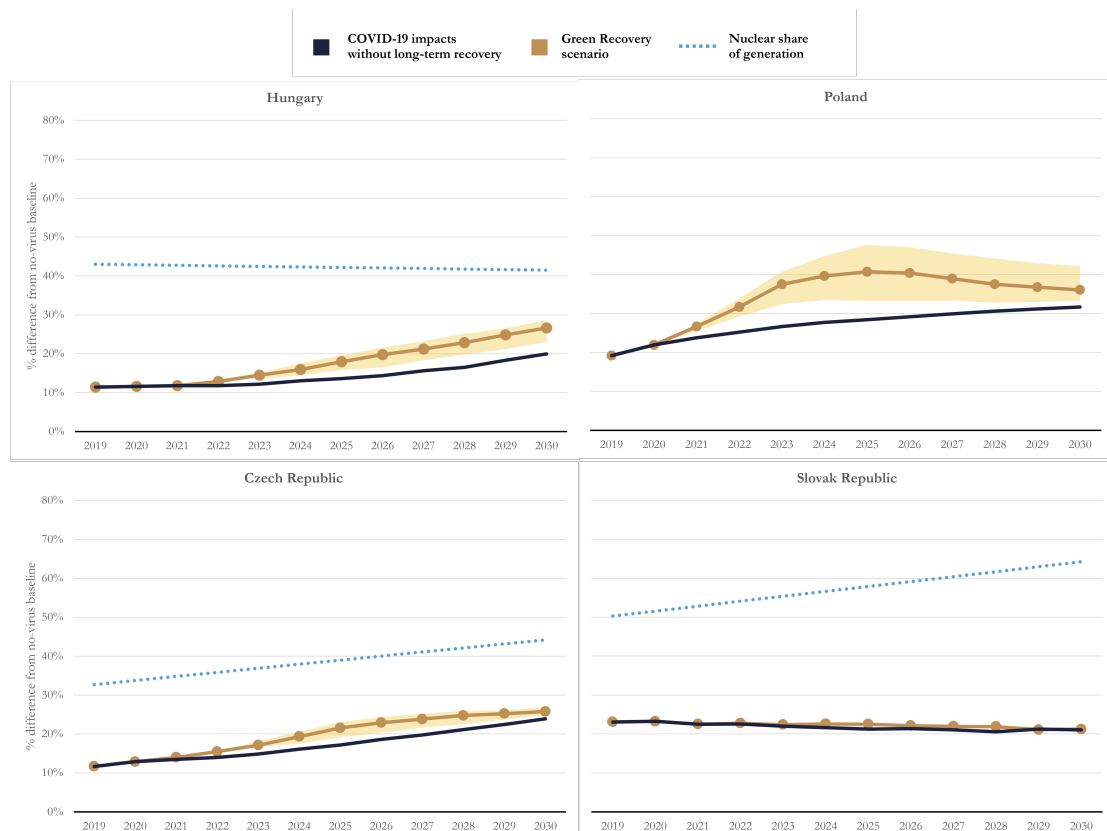 COVID-19 impacts
without long-term recovery
Green Recovery
scenario
Nuclear share
of generation
Hungary
80%
70%
60%
50%
40%
30%
20%
10%
0%
% difference from no-virus baseline
2019 2020 2021 2022 2023 2024 2025 2026 2027 2028 2029 2030
Poland
2019 2020 2021 2022 2023 2024 2025 2026 2027 2028 2029 2030
Czech Republic
80%
70%
60%
50%
40%
30%
20%
10%
0%
% difference from no-virus baseline
2019 2020 2021 2022 2023 2024 2025 2026 2027 2028 2029 2030
Slovak Republic
2019 2020 2021 2022 2023 2024 2025 2026 2027 2028 2029 2030